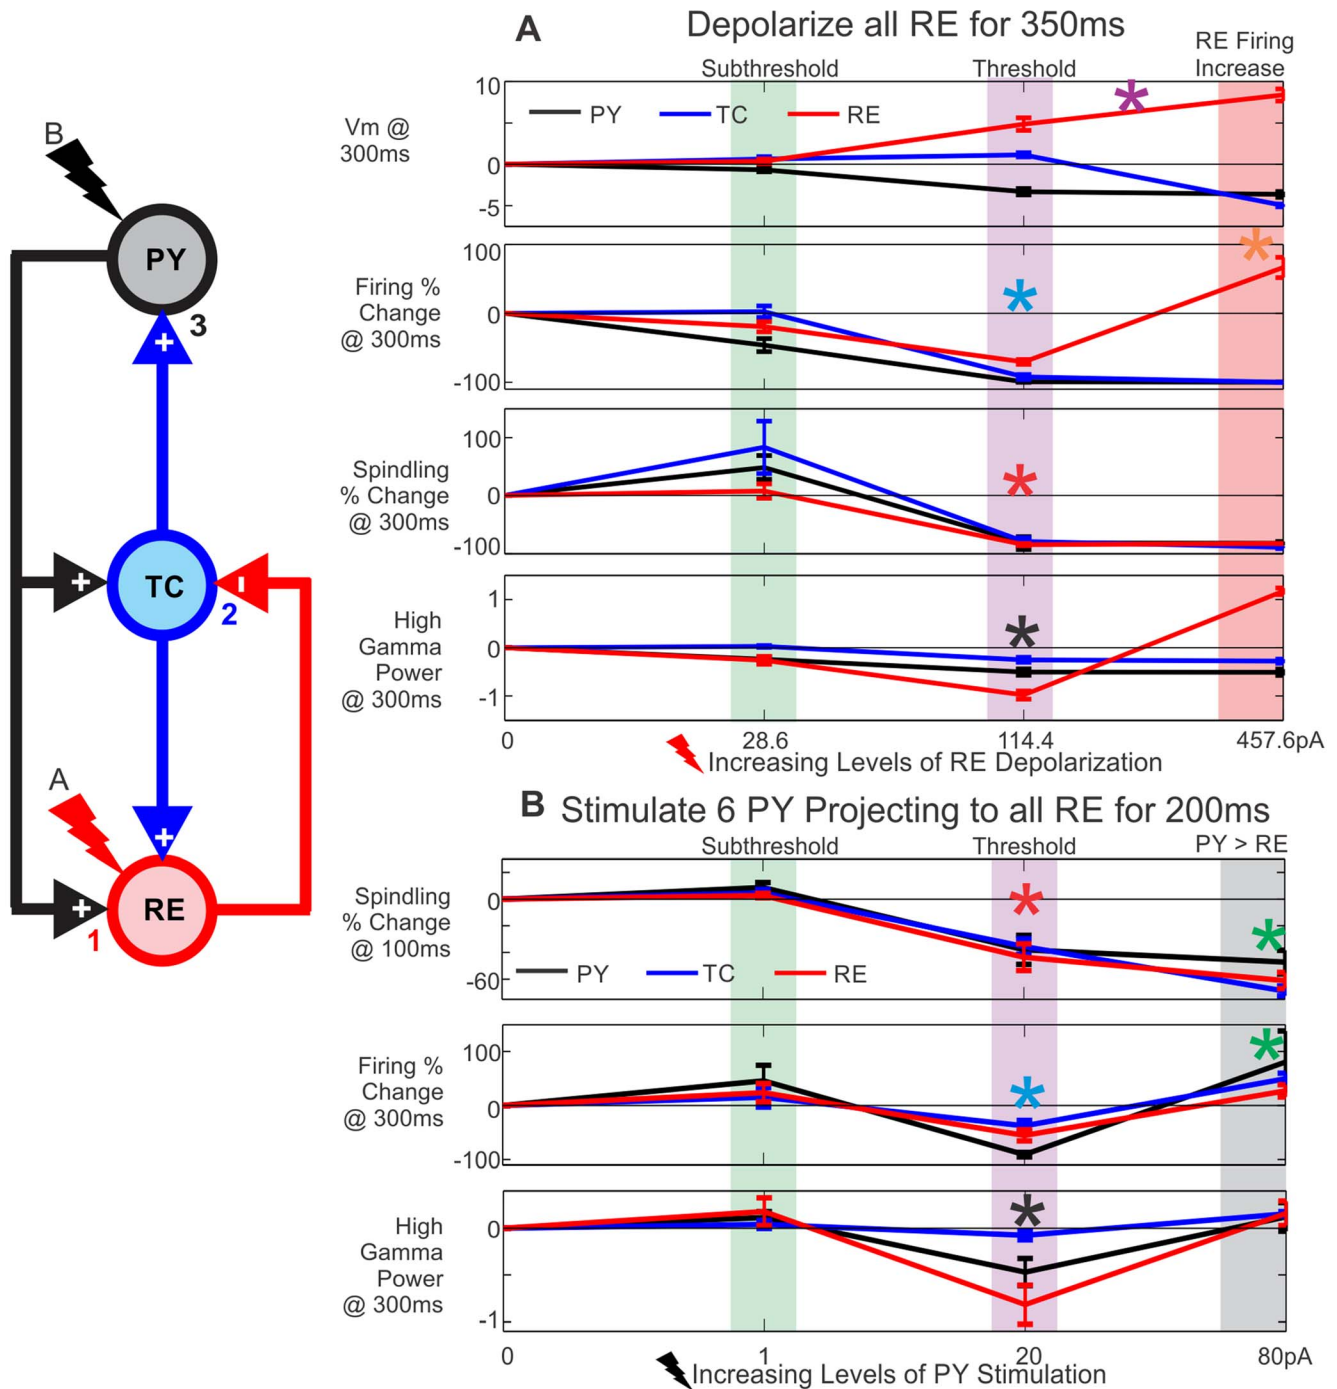 A Depolarize all RE for 350ms
Subthreshold
Threshold
RE Firing
Increase
Vm @
300ms
10
0
-5
PY
TC
RE
Firing %
Change
@ 300ms
100
0
-100
Spindling
% Change
@ 300ms
100
0
-100
High
Gamma
Power
@ 300ms
1
0
-1
0
28.6
114.4
457.6pA
Increasing Levels of RE Depolarization
B
PY
+
3
+
TC
+
-
2
+
A
RE
+
1
B Stimulate 6 PY Projecting to all RE for 200ms
Subthreshold
Threshold
PY > RE
Spindling
% Change
@ 100ms
0
-60
PY
TC
RE
Firing %
Change
@ 300ms
100
0
-100
High
Gamma
Power
@ 300ms
0
-1
0
1
20
80pA
Increasing Levels of PY Stimulation